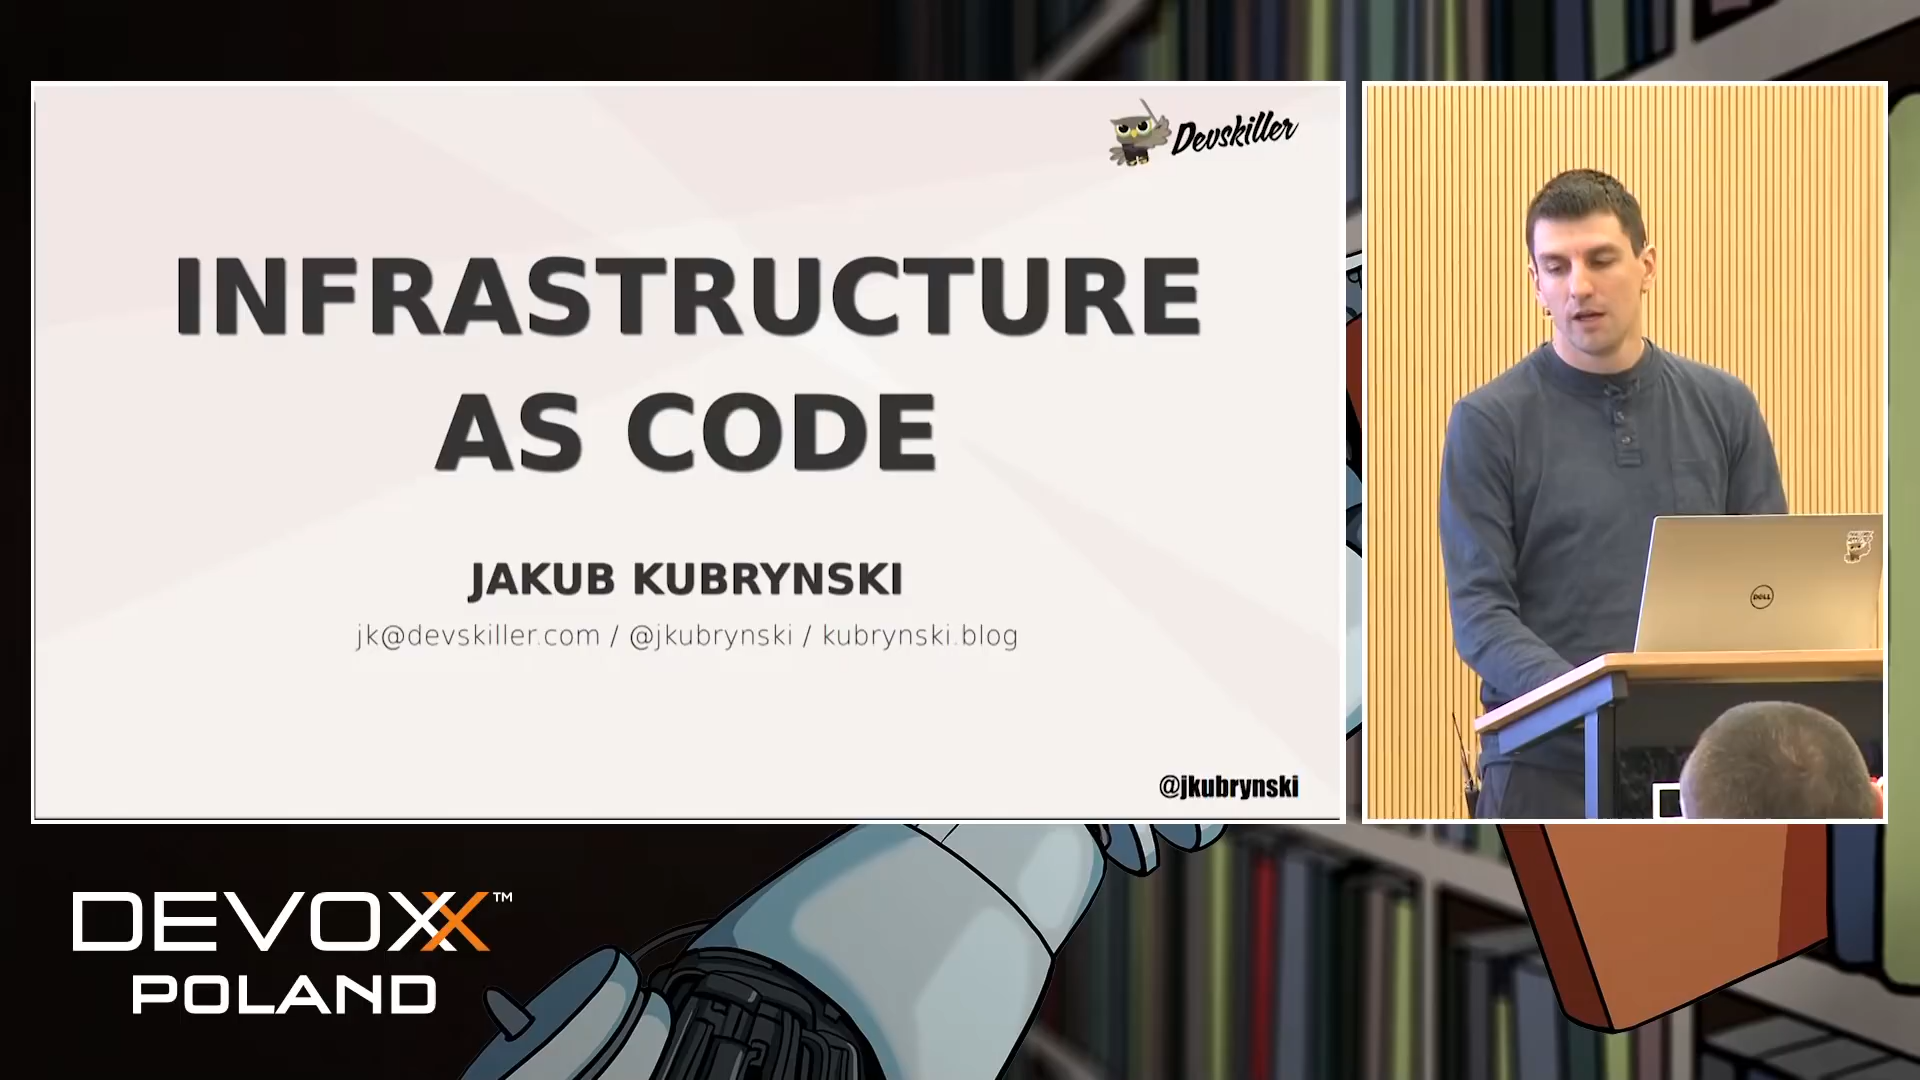 Devskiller
INFRASTRUCTURE
AS CODE
JAKUB KUBRYNSKI
jk@devskiller.com / @jkubrynski / kubrynski.blog
@jkubrynski
DELL
DEVOXX™
POLAND